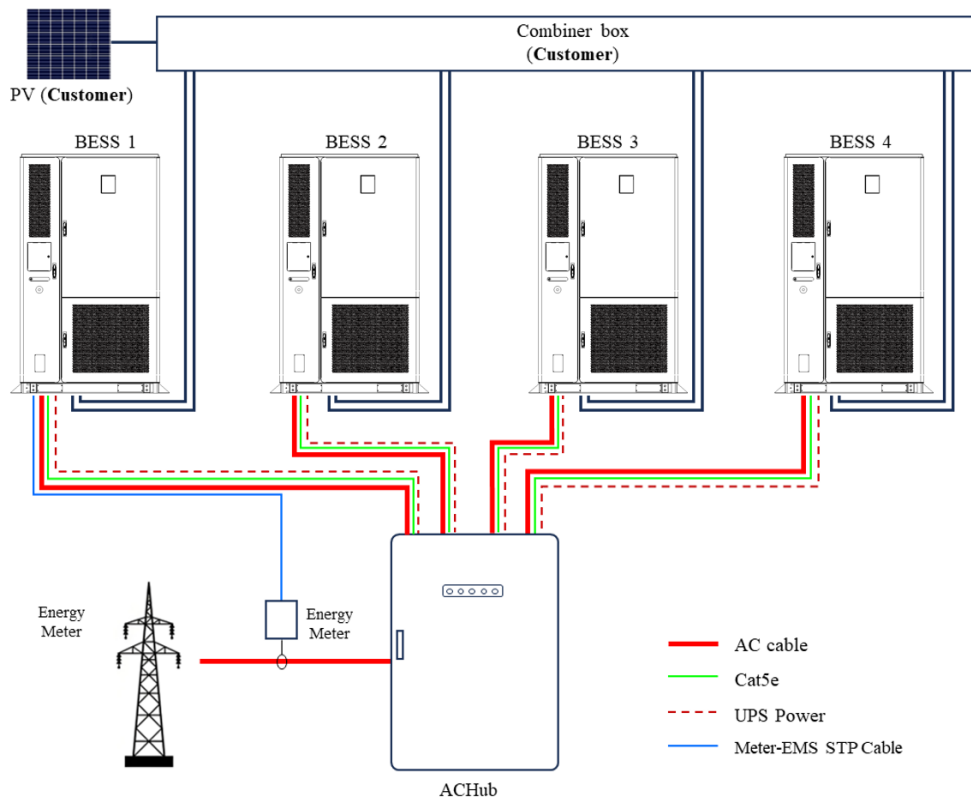 Combiner box
(Customer)
PV (Customer)
BESS 1
BESS 2
BESS 3
BESS 4
Energy
Meter
Energy
Meter
AC cable
Cat5e
UPS Power
Meter-EMS STP Cable
ACHub